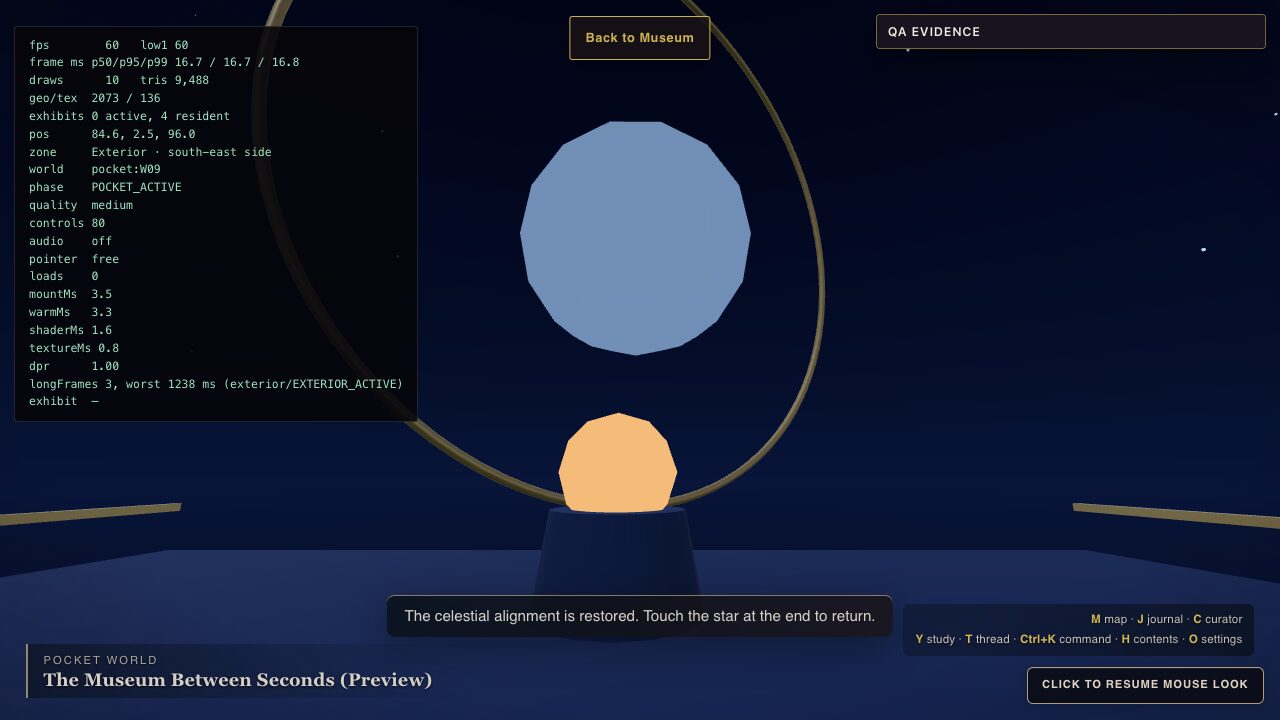 fps 60 low1 60
frame ms p50/p95/p99 16.7 / 16.7 / 16.8
draws 10 tris 9,488
geo/tex 2073 / 136
exhibits 0 active, 4 resident
pos 84.6, 2.5, 96.0
zone Exterior · south-east side
world pocket:W09
phase POCKET_ACTIVE
quality medium
controls 80
audio off
pointer free
loads 0
mountMs 3.5
warmMs 3.3
shaderMs 1.6
textureMs 0.8
dpr 1.00
longFrames 3, worst 1238 ms (exterior/EXTERIOR_ACTIVE)
exhibit —
Back to Museum
QA EVIDENCE
The celestial alignment is restored. Touch the star at the end to return.
M map · J journal · C curator
Y study · T thread · Ctrl+K command · H contents · O settings
POCKET WORLD
The Museum Between Seconds (Preview)
CLICK TO RESUME MOUSE LOOK